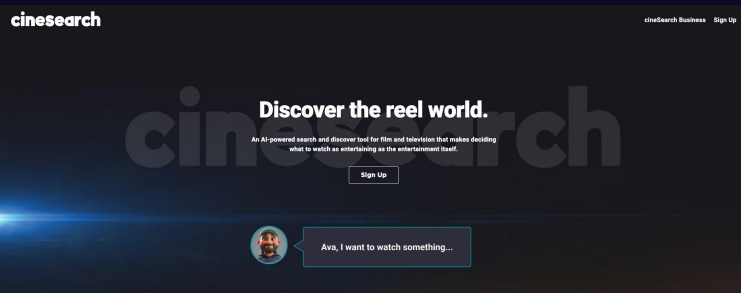 cinesearch
cineSearch Business Sign Up
cinesearch
Discover the reel world.
An AI-powered search and discover tool for film and television that makes deciding
what to watch as entertaining as the entertainment itself.
Sign Up
Ava, I want to watch something...